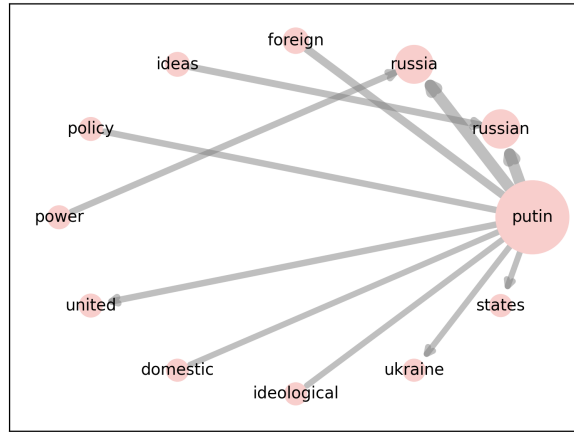 foreign
ideas
russia
policy
russian
power
putin
united
states
domestic
ukraine
ideological